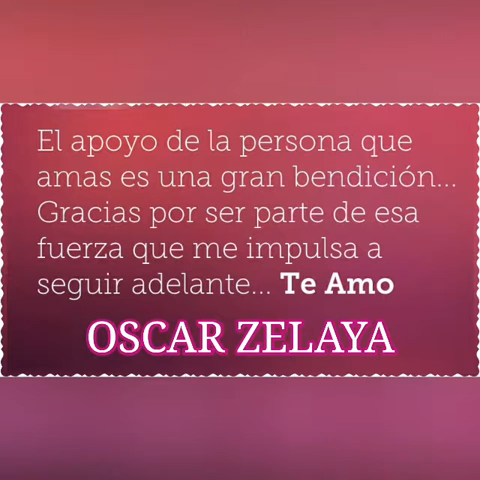 El apoyo de la persona que
amas es una gran bendición...
Gracias por ser parte de esa
fuerza que me impulsa a
seguir adelante... Te Amo
OSCAR ZELAYA